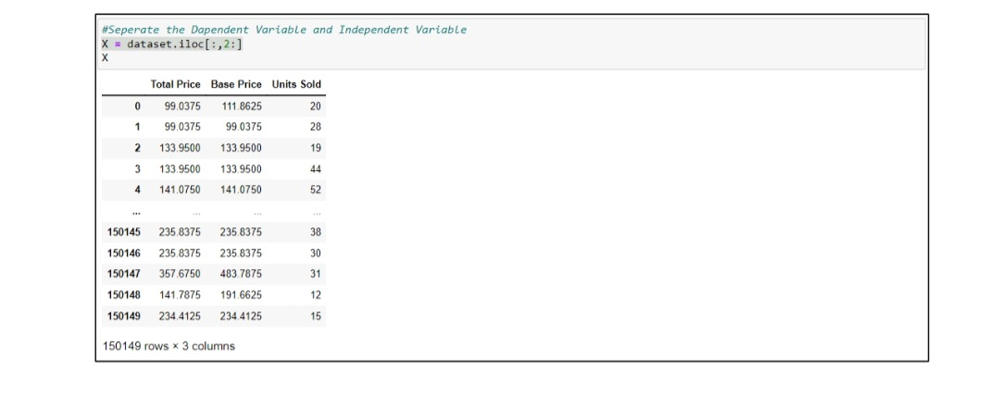 #Seperate the Dapendent Variable and Independent Variable
X = dataset.iloc[:,2:]
X
Total Price Base Price Units Sold
0 99.0375 111.8625 20
1 99.0375 99.0375 28
2 133.9500 133.9500 19
3 133.9500 133.9500 44
4 141.0750 141.0750 52
... ... ... ...
150145 235.8375 235.8375 38
150146 235.8375 235.8375 30
150147 357.6750 483.7875 31
150148 141.7875 191.6625 12
150149 234.4125 234.4125 15
150149 rows × 3 columns